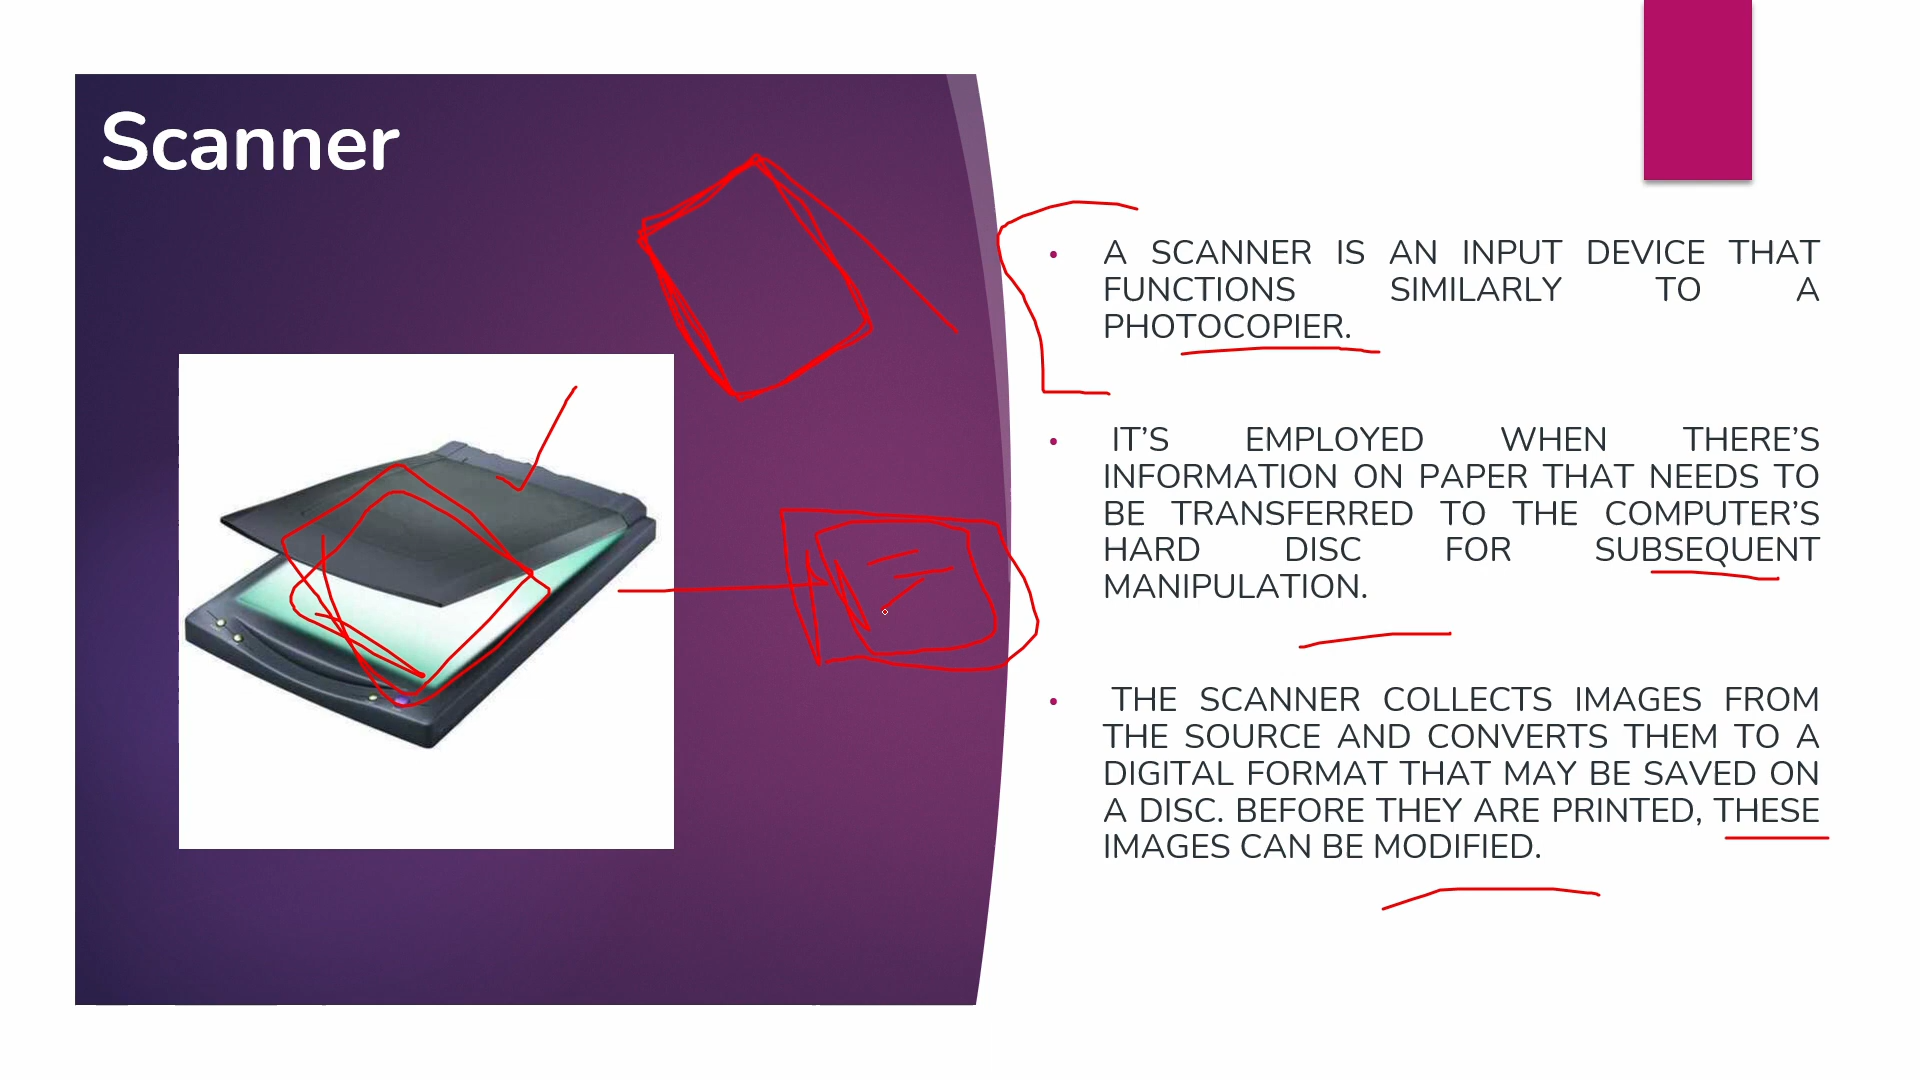 Scanner
• A SCANNER IS AN INPUT DEVICE THAT
FUNCTIONS SIMILARLY TO A
PHOTOCOPIER.
• IT’S EMPLOYED WHEN THERE’S
INFORMATION ON PAPER THAT NEEDS TO
BE TRANSFERRED TO THE COMPUTER’S
HARD DISC FOR SUBSEQUENT
MANIPULATION.
• THE SCANNER COLLECTS IMAGES FROM
THE SOURCE AND CONVERTS THEM TO A
DIGITAL FORMAT THAT MAY BE SAVED ON
A DISC. BEFORE THEY ARE PRINTED, THESE
IMAGES CAN BE MODIFIED.